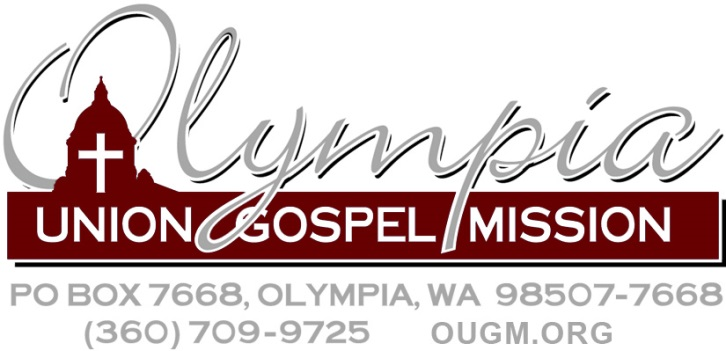 Olympia
UNION GOSPEL MISSION
PO BOX 7668, OLYMPIA, WA 98507-7668
(360) 709-9725 OUGM.ORG